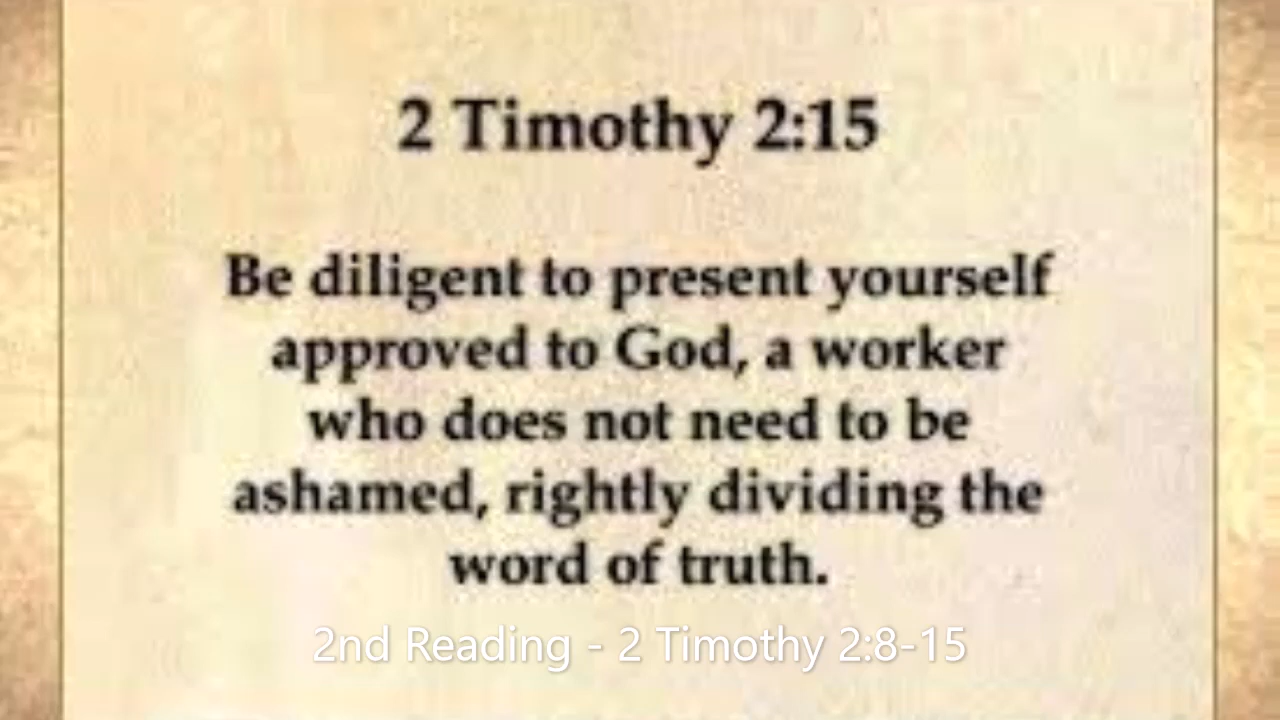 2 Timothy 2:15
Be diligent to present yourself
approved to God, a worker
who does not need to be
ashamed, rightly dividing the
word of truth.
2nd Reading - 2 Timothy 2:8-15